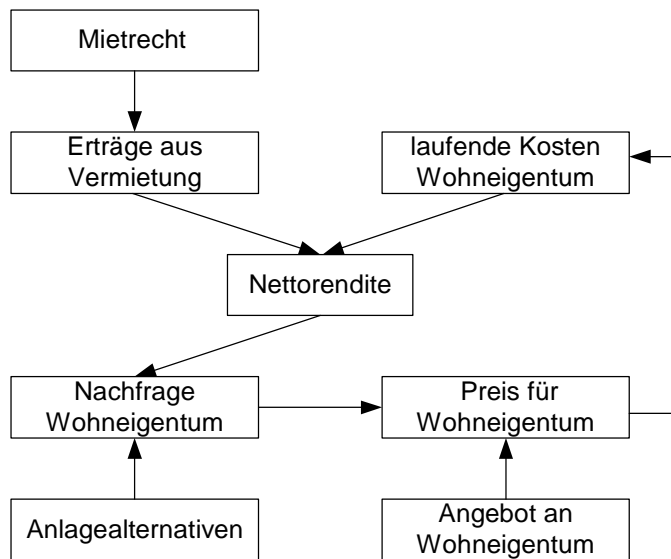 Mietrecht
Erträge aus
Vermietung
laufende Kosten
Wohneigentum
Nettorendite
Nachfrage
Wohneigentum
Preis für
Wohneigentum
Anlagealternativen
Angebot an
Wohneigentum